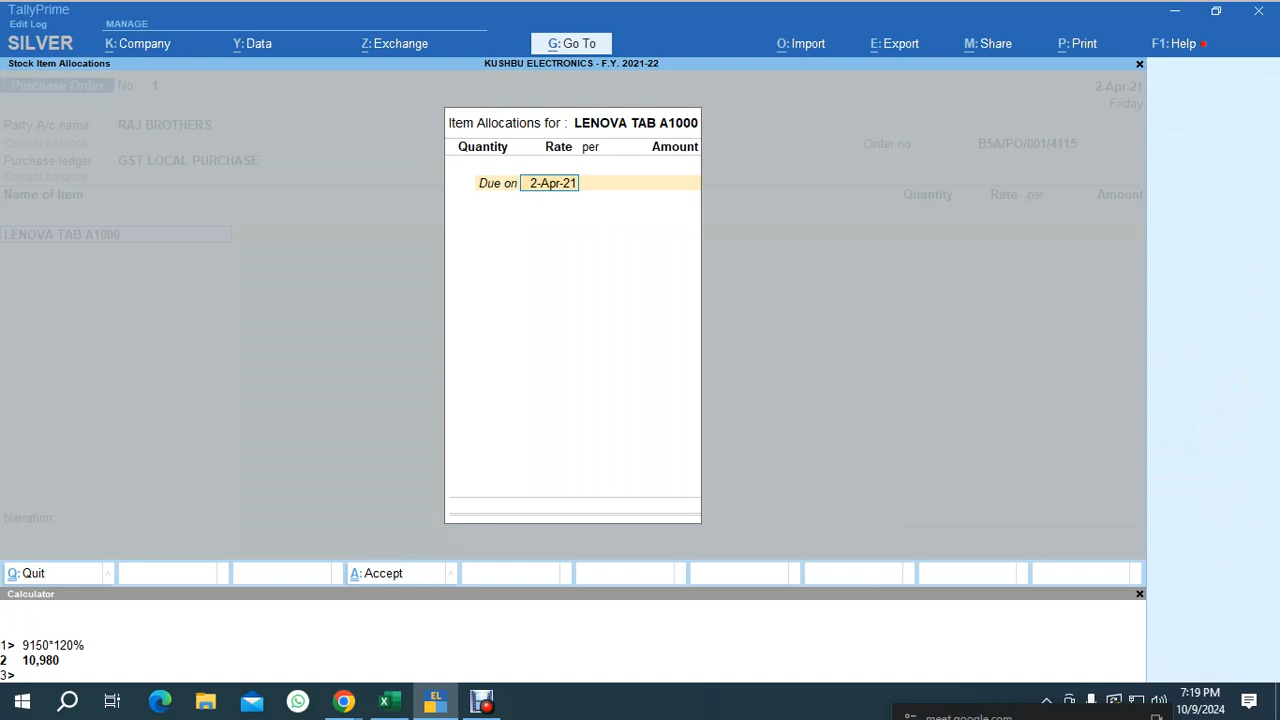 TallyPrime
Edit Log
MANAGE
SILVER
K: Company
Y: Data
Z: Exchange
G: Go To
O: Import
E: Export
M: Share
P: Print
F1: Help
Stock Item Allocations
KUSHBU ELECTRONICS - F.Y. 2021-22
Purchase Order No. 1
2-Apr-21
Friday
Party A/c name : RAJ BROTHERS
Current balance
Purchase ledger : GST LOCAL PURCHASE
Current balance
Order no. B5A/PO/001/4115
Name of Item
Quantity Rate per Amount
LENOVA TAB A1000
Item Allocations for : LENOVA TAB A1000
Quantity Rate per Amount
Due on 2-Apr-21
Narration:
Q: Quit
A: Accept
Calculator
1> 9150*120%
2 10,980
3>
7:19 PM
10/9/2024
meet.google.com